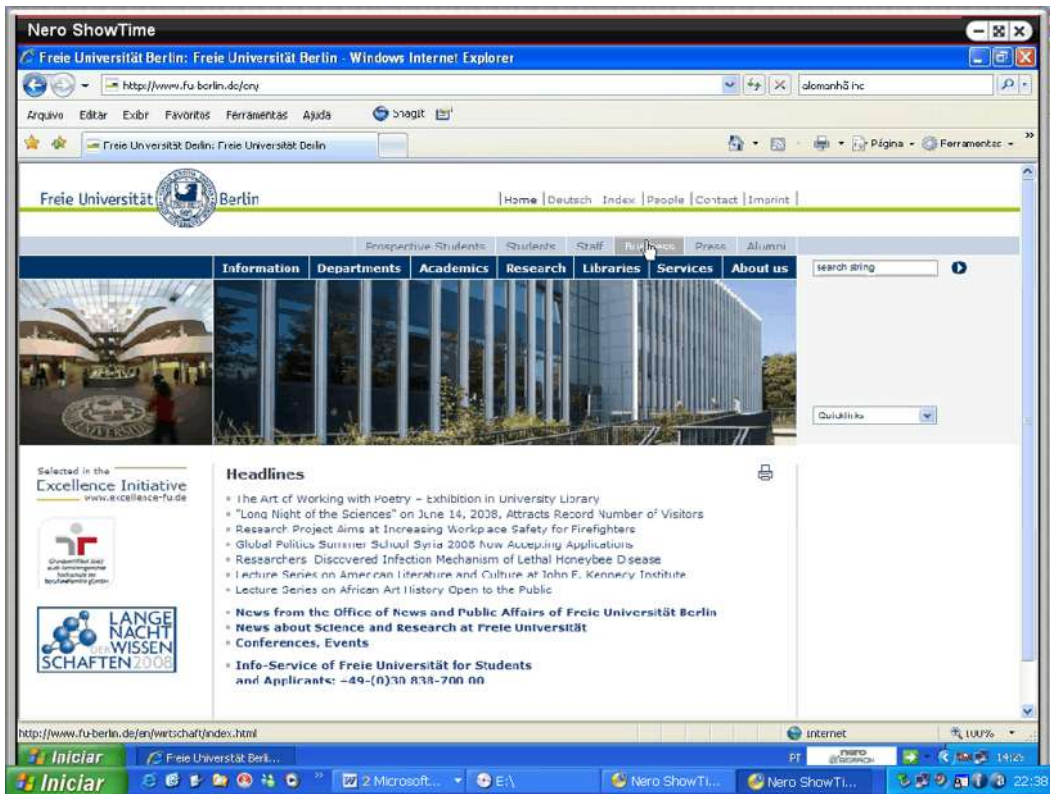 Nero ShowTime
Freie Universität Berlin: Freie Universität Berlin - Windows Internet Explorer
http://www.fu-berlin.de/en/
Arquivo Editar Exibir Favoritos Ferramentas Ajuda SnagIt
Freie Universität Berlin: Freie Universität Berlin
Página Ferramentas
Freie Universität Berlin
Home | Deutsch Index | People | Contact | Imprint |
Prospective Students Students Staff Business Press Alumni
Information Departments Academics Research Libraries Services About us
search string
Quicklinks
Selected in the
Excellence Initiative
www.excellence-fu.de
Headlines
The Art of Working with Poetry – Exhibition in University Library
"Long Night of the Sciences" on June 14, 2008, Attracts Record Number of Visitors
Research Project Aims at Increasing Workplace Safety for Firefighters
Global Politics Summer School Syria 2008 Now Accepting Applications
Researchers Discovered Infection Mechanism of Lethal Honeybee Disease
Lecture Series on American Literature and Culture at John F. Kennedy Institute
Lecture Series on African Art History Open to the Public
News from the Office of News and Public Affairs of Freie Universität Berlin
News about Science and Research at Freie Universität
Conferences, Events
Info-Service of Freie Universität for Students
and Applicants: +49-(0)30 838-700 00
LANGE
NACHT
DER WISSEN
SCHAFTEN 2008
http://www.fu-berlin.de/en/wirtschaft/index.html
Internet
100%
Iniciar
Freie Universität Berli...
PT
14:25
Iniciar
2 Microsoft...
E:\
Nero ShowTi...
Nero ShowTi...
22:38